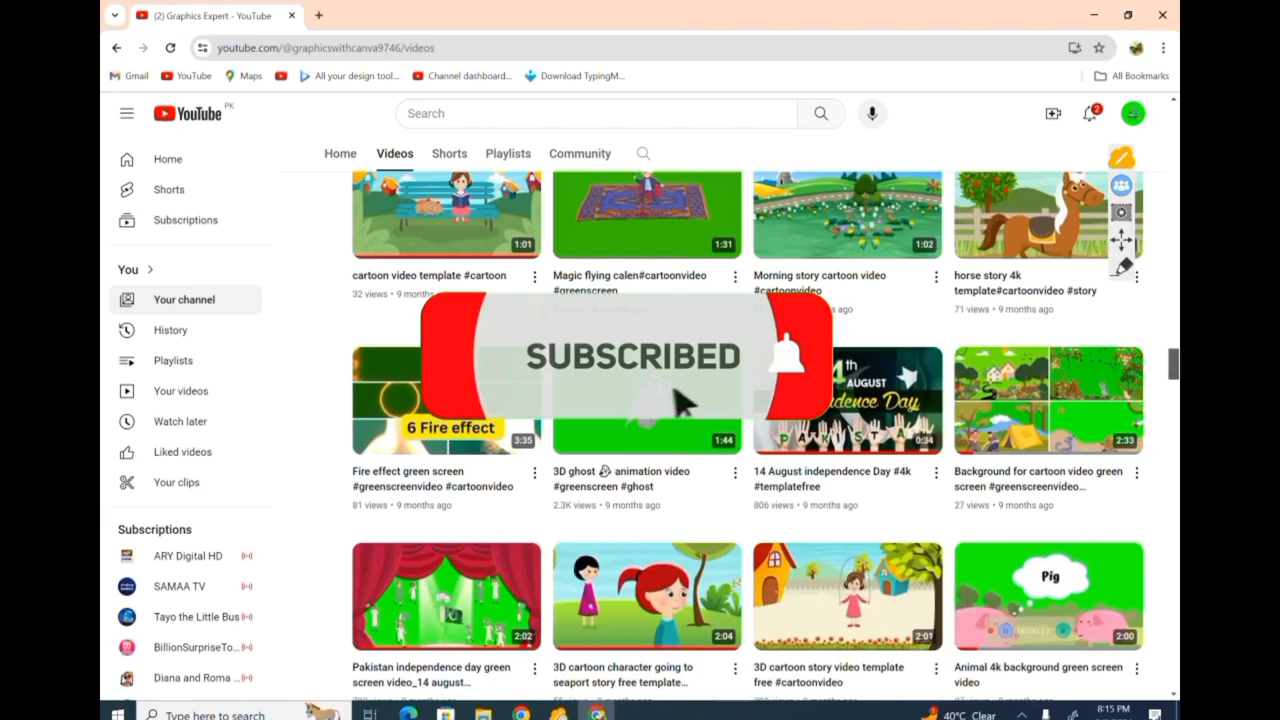 (2) Graphics Expert - YouTube
youtube.com/@graphicswithcanva9746/videos
Gmail
YouTube
Maps
All your design tool...
Channel dashboard...
Download TypingM...
All Bookmarks
YouTube PK
Search
2
Home
Shorts
Subscriptions
You
Your channel
History
Playlists
Your videos
Watch later
Liked videos
Your clips
Subscriptions
ARY Digital HD
SAMAA TV
Tayo the Little Bus
BillionSurpriseTo...
Diana and Roma ...
Home
Videos
Shorts
Playlists
Community
1:01
1:31
1:02
cartoon video template #cartoon
32 views • 9 months
Magic flying calen#cartoonvideo
#greenscreen
Morning story cartoon video
#cartoonvideo
horse story 4k
template#cartoonvideo #story
71 views • 9 months ago
SUBSCRIBED
6 Fire effect
3:35
1:44
4th
AUGUST
dence Day
PAKISTA
0:34
2:33
Fire effect green screen
#greenscreenvideo #cartoonvideo
81 views • 9 months ago
3D ghost 👻 animation video
#greenscreen #ghost
2.3K views • 9 months ago
14 August independence Day #4k
#templatefree
806 views • 9 months ago
Background for cartoon video green
screen #greenscreenvideo...
27 views • 9 months ago
2:02
2:04
2:01
Pig
2:00
Pakistan independence day green
screen video_14 august...
3D cartoon character going to
seaport story free template...
3D cartoon story video template
free #cartoonvideo
Animal 4k background green screen
video
Type here to search
40°C Clear
8:15 PM